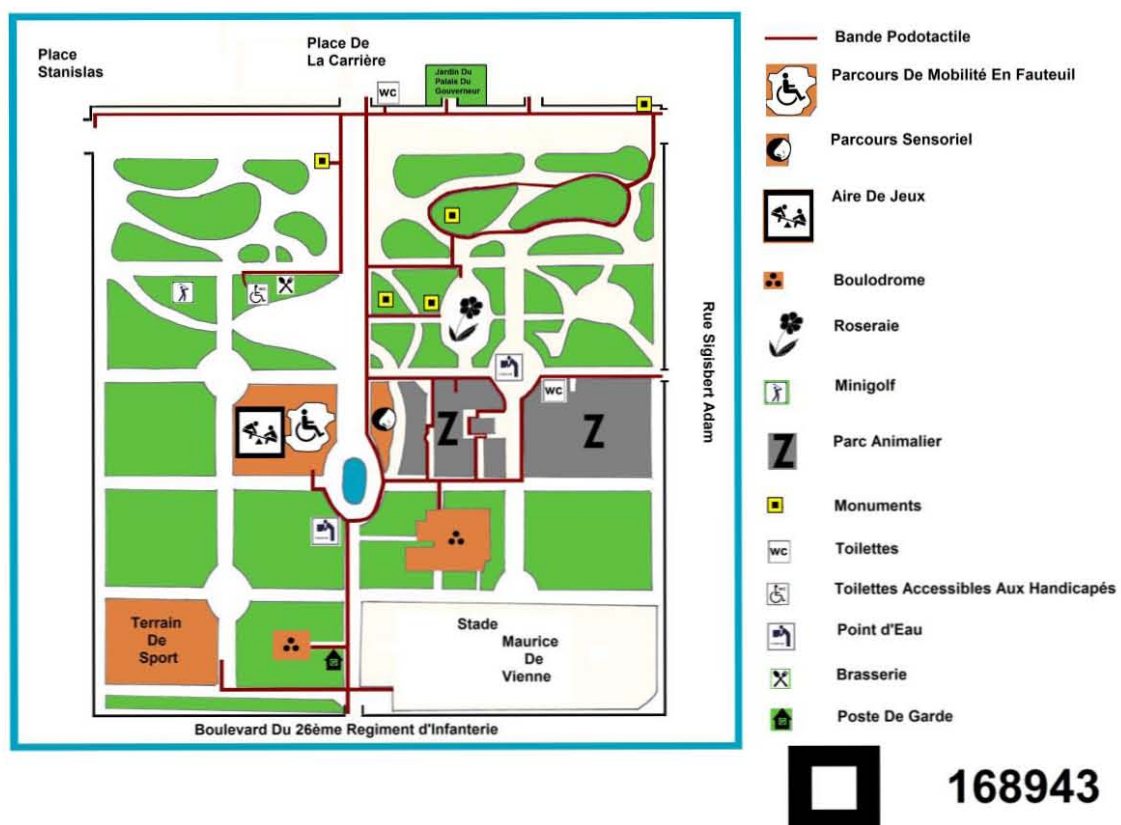 Place
Stanislas
Place De
La Carrière
WC
Jardin Du
Palais Du
Gouverneur
Rue Sigisbert Adam
WC
Z
Z
Terrain
De
Sport
Stade
Maurice
De
Vienne
Boulevard Du 26ème Regiment d'Infanterie
Bande Podotactile
Parcours De Mobilité En Fauteuil
Parcours Sensoriel
Aire De Jeux
Boulodrome
Roseraie
Minigolf
Z
Parc Animalier
Monuments
WC
Toilettes
Toilettes Accessibles Aux Handicapés
Point d'Eau
Brasserie
Poste De Garde
168943